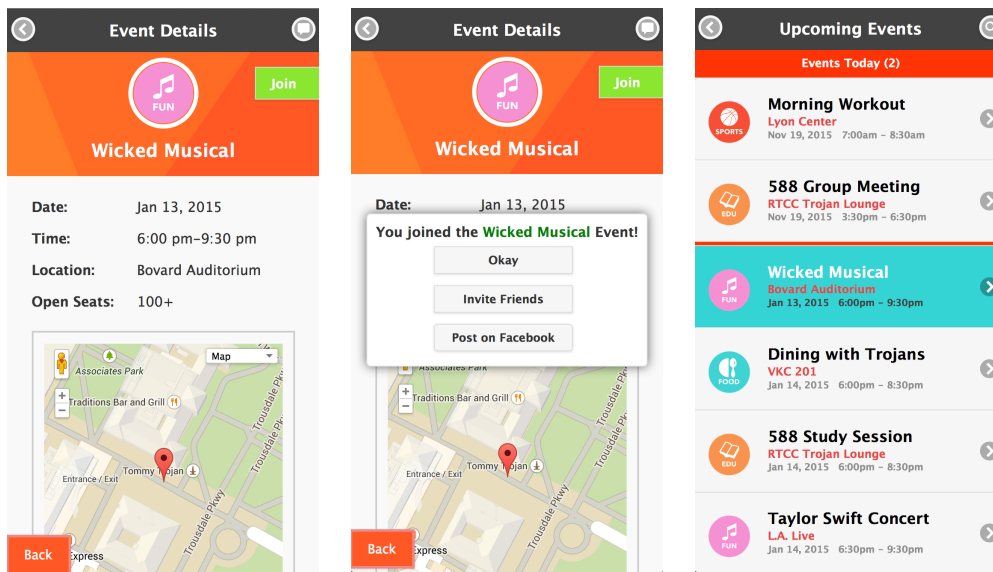 Event Details
FUN
Join
Wicked Musical
Date: Jan 13, 2015
Time: 6:00 pm-9:30 pm
Location: Bovard Auditorium
Open Seats: 100+
Map
Associates Park
Traditions Bar and Grill
Trousdale Pkwy
Trousdale Pkwy
Tommy Trojan
Entrance / Exit
Trousdale Pkwy
Back
Express
Event Details
FUN
Join
Wicked Musical
Date: Jan 13, 2015
You joined the Wicked Musical Event!
Okay
Invite Friends
Post on Facebook
Associates Park
Traditions Bar and Grill
Trousdale Pkwy
Trousdale Pkwy
Tommy Trojan
Entrance / Exit
Trousdale Pkwy
Back
Express
Upcoming Events
Events Today (2)
SPORTS
Morning Workout
Lyon Center
Nov 19, 2015 7:00am - 8:30am
EDU
588 Group Meeting
RTCC Trojan Lounge
Nov 19, 2015 3:30pm - 6:30pm
FUN
Wicked Musical
Bovard Auditorium
Jan 13, 2015 6:00pm - 9:30pm
FOOD
Dining with Trojans
VKC 201
Jan 14, 2015 6:00pm - 8:30pm
EDU
588 Study Session
RTCC Trojan Lounge
Jan 14, 2015 6:00pm - 8:30pm
FUN
Taylor Swift Concert
L.A. Live
Jan 14, 2015 6:30pm - 9:30pm